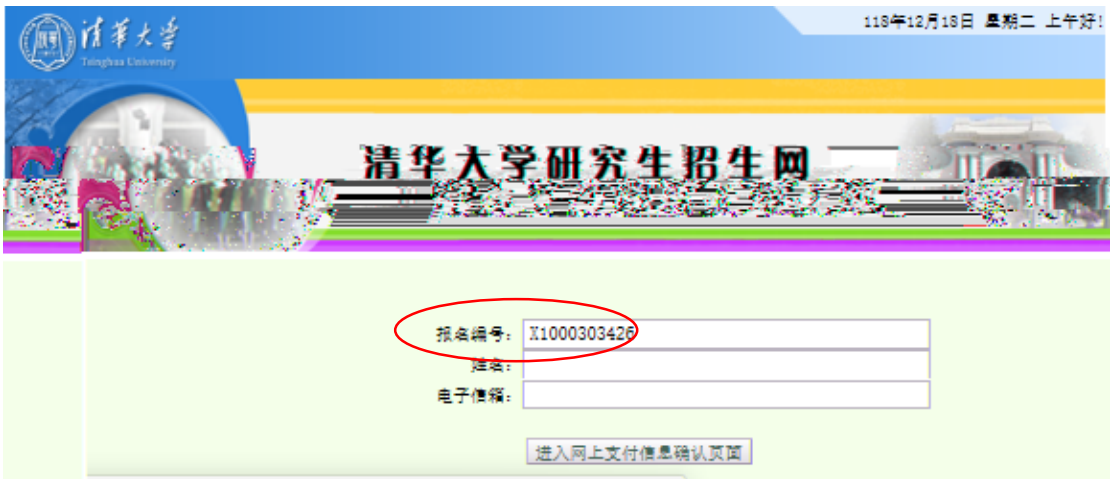 清华大学
Tsinghua University
118年12月18日 星期二 上午好!
清华大学研究生招生网
报名编号: X1000303426
姓名:
电子信箱:
进入网上支付信息确认页面